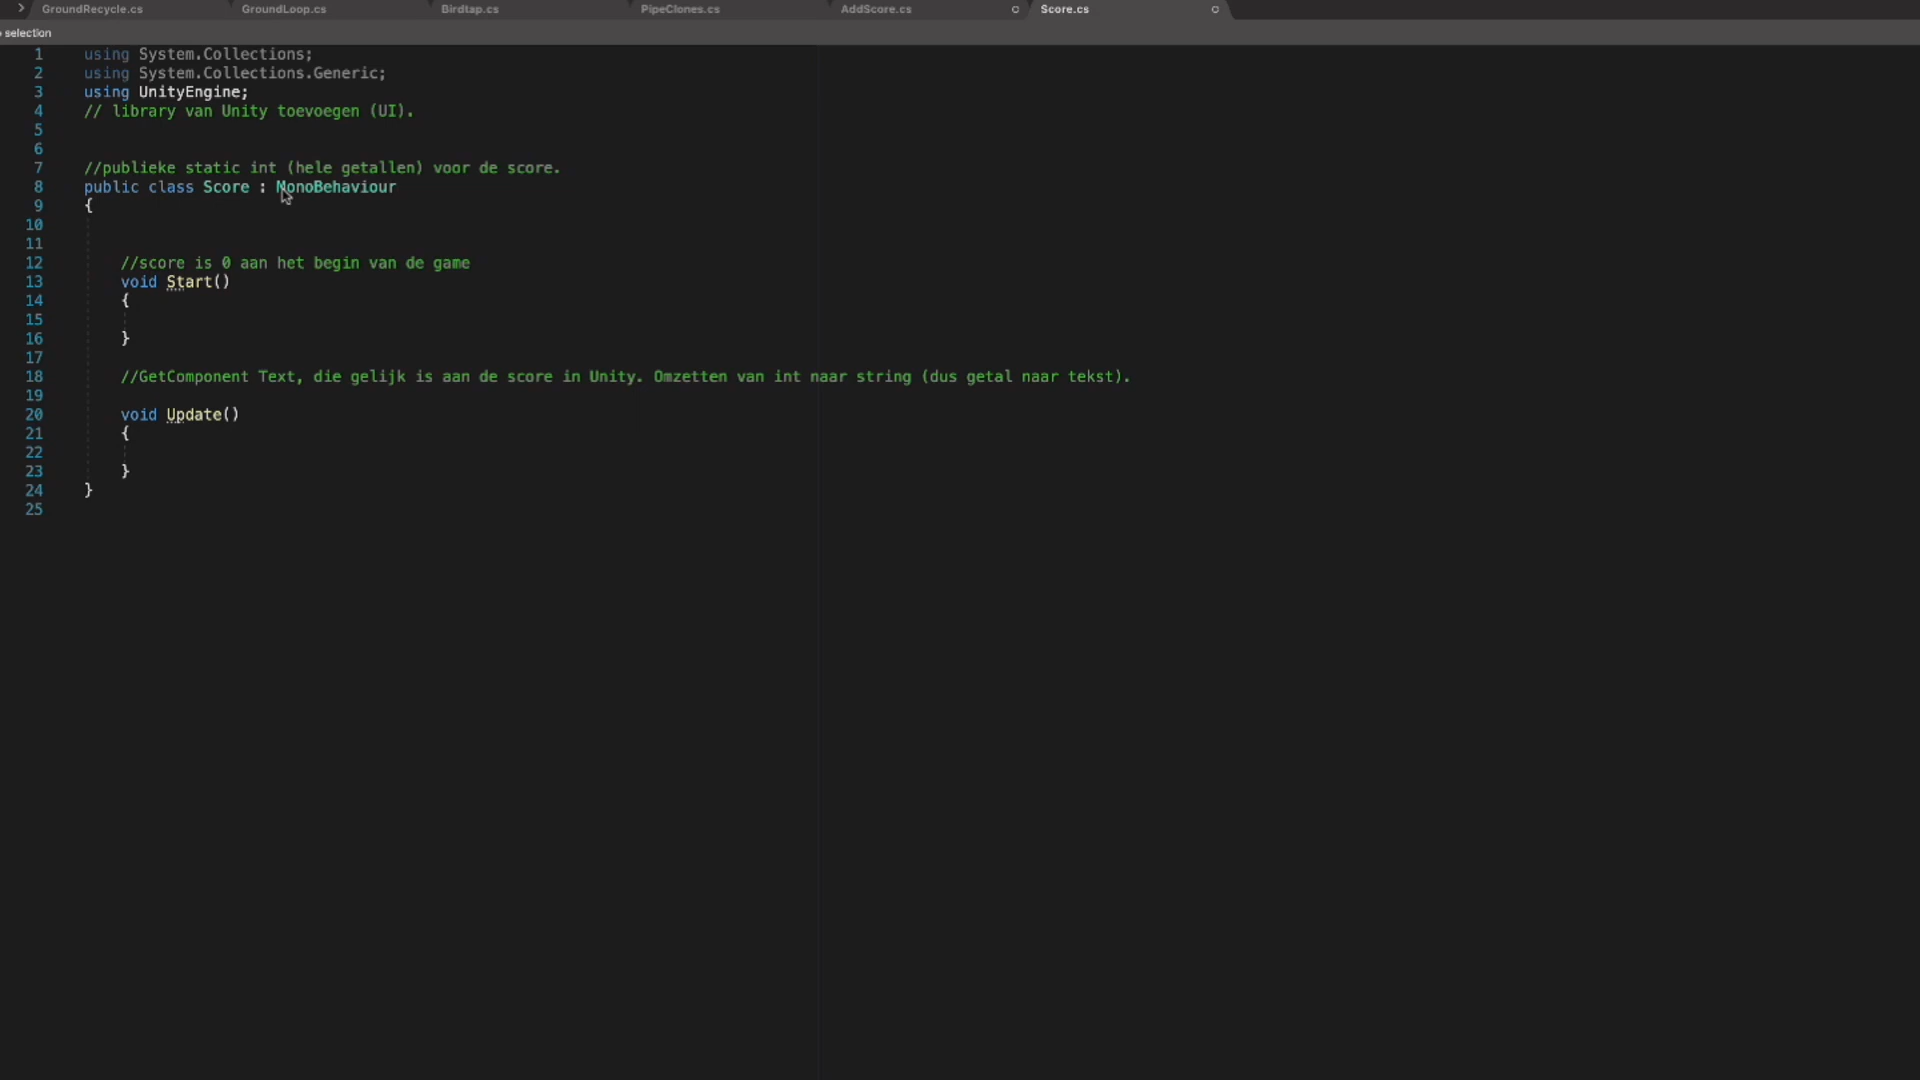 GroundRecycle.cs GroundLoop.cs Birdtap.cs PipeClones.cs AddScore.cs Score.cs
selection
1 using System.Collections;
2 using System.Collections.Generic;
3 using UnityEngine;
4 // library van Unity toevoegen (UI).
5
6
7 //publieke static int (hele getallen) voor de score.
8 public class Score : MonoBehaviour
9 {
10
11
12 //score is 0 aan het begin van de game
13 void Start()
14 {
15
16 }
17
18 //GetComponent Text, die gelijk is aan de score in Unity. Omzetten van int naar string (dus getal naar tekst).
19
20 void Update()
21 {
22
23 }
24 }
25